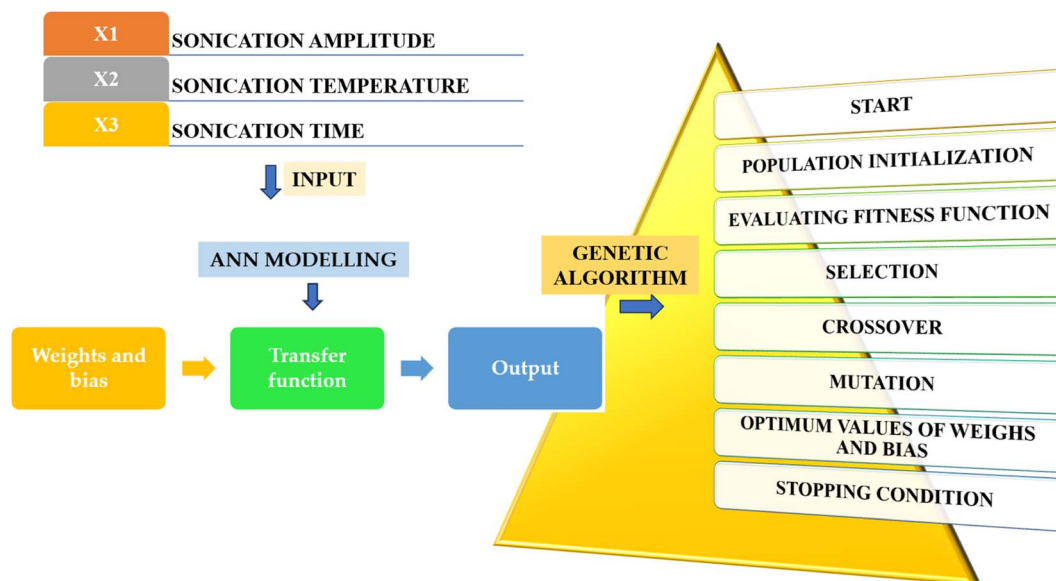 X1
SONICATION AMPLITUDE
X2
SONICATION TEMPERATURE
X3
SONICATION TIME
INPUT
ANN MODELLING
Weights and
bias
Transfer
function
Output
GENETIC
ALGORITHM
START
POPULATION INITIALIZATION
EVALUATING FITNESS FUNCTION
SELECTION
CROSSOVER
MUTATION
OPTIMUM VALUES OF WEIGHS
AND BIAS
STOPPING CONDITION